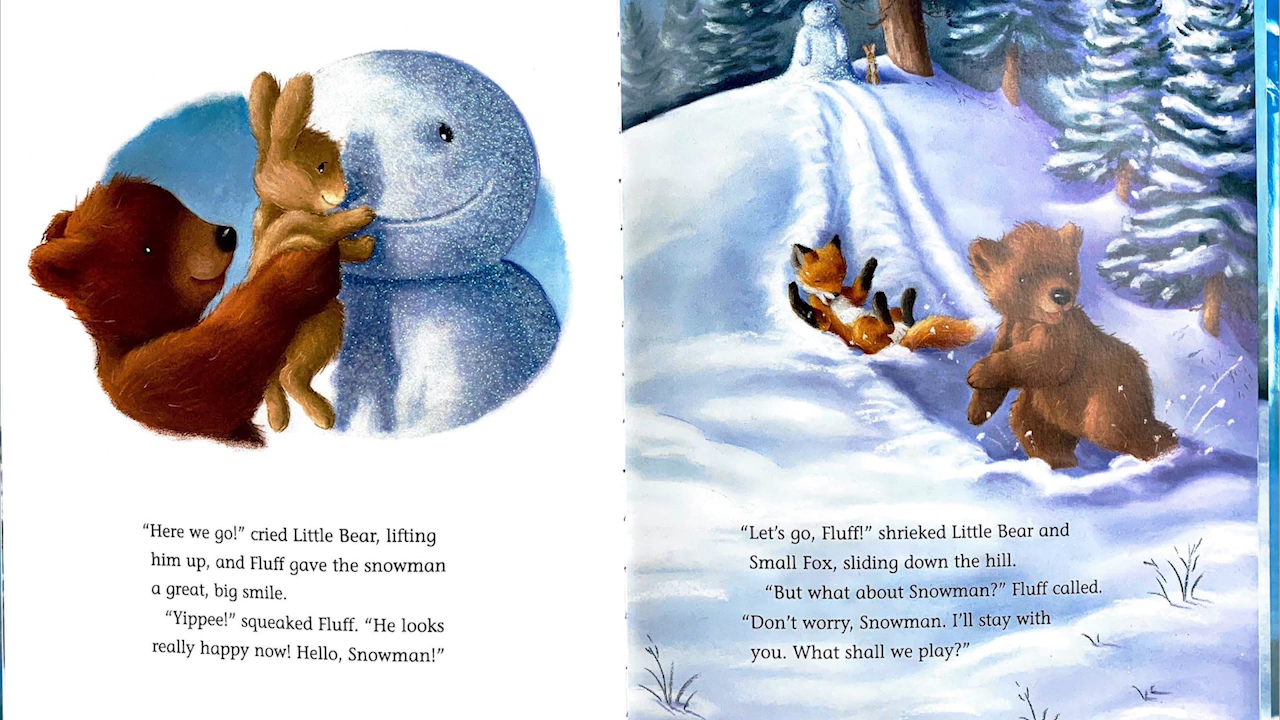 “Here we go!” cried Little Bear, lifting
him up, and Fluff gave the snowman
a great, big smile.
“Yippee!” squeaked Fluff. “He looks
really happy now! Hello, Snowman!”
“Let’s go, Fluff!” shrieked Little Bear and
Small Fox, sliding down the hill.
“But what about Snowman?” Fluff called.
“Don’t worry, Snowman. I’ll stay with
you. What shall we play?”